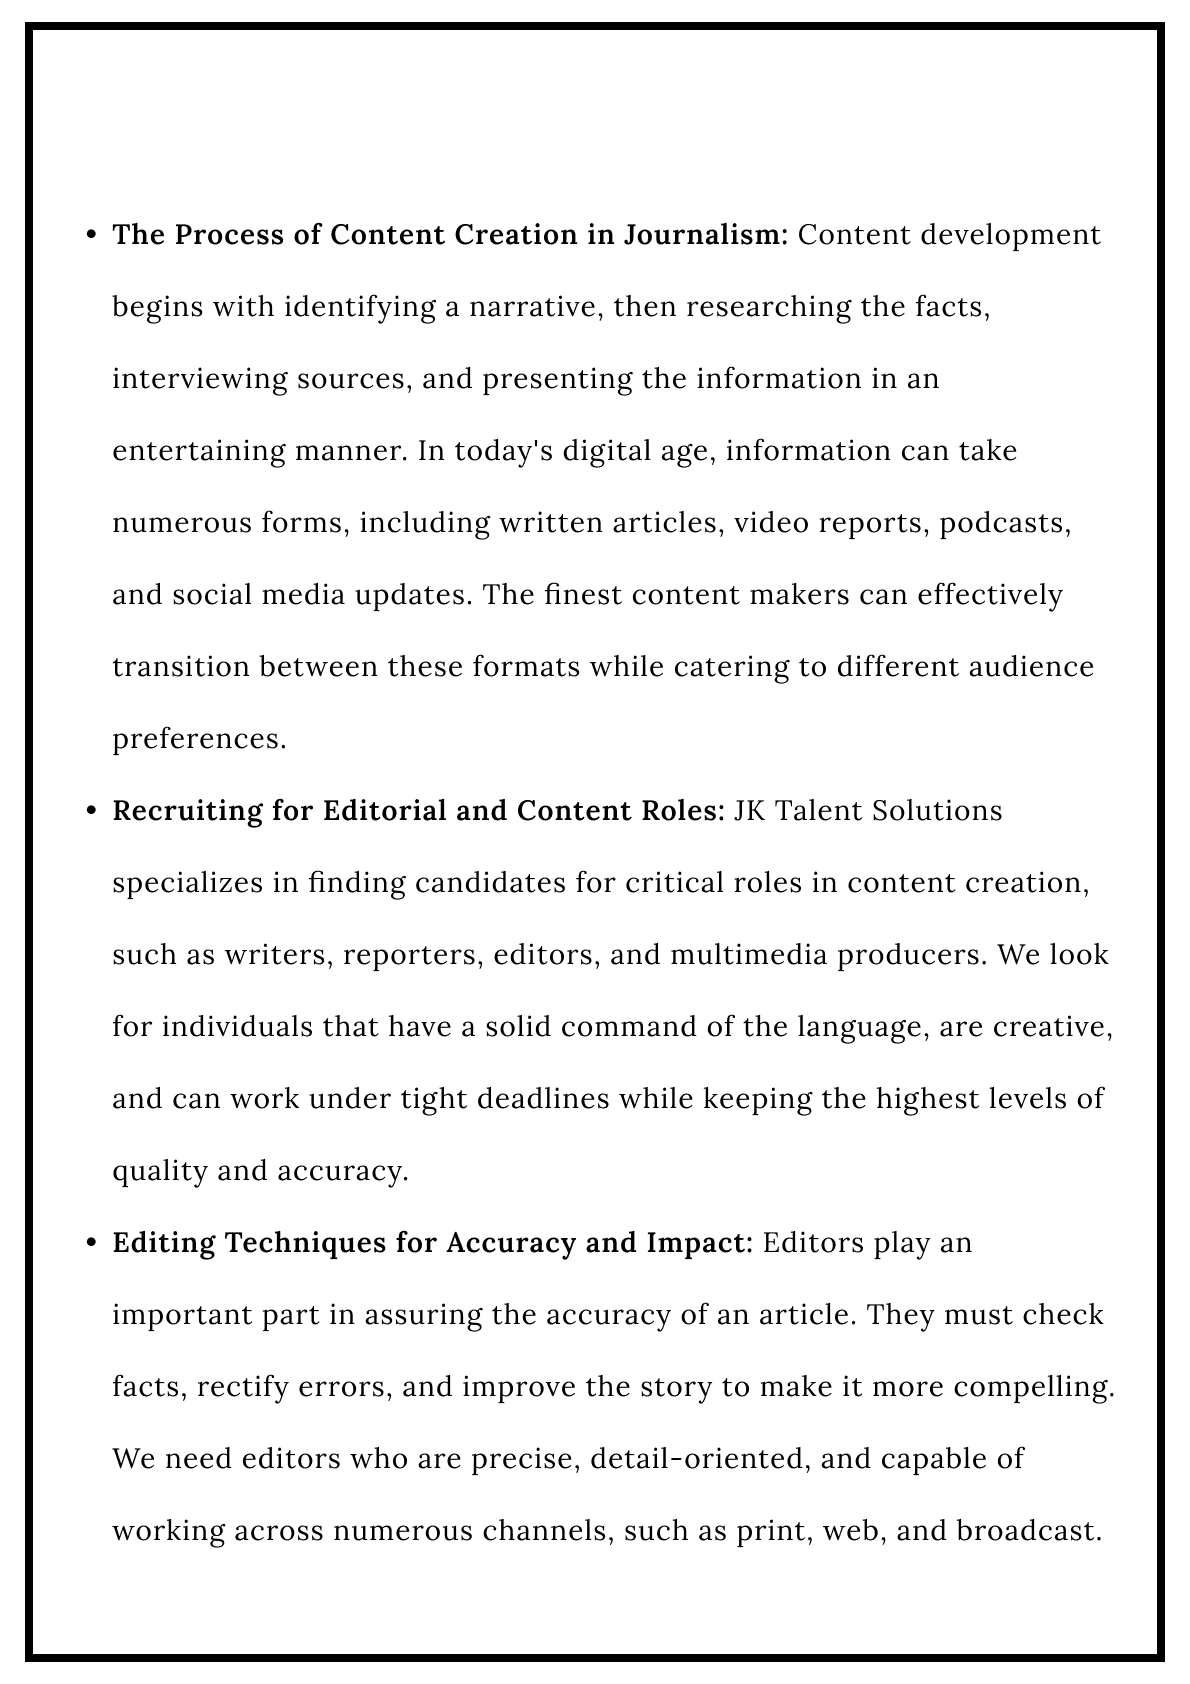 • The Process of Content Creation in Journalism: Content development
begins with identifying a narrative, then researching the facts,
interviewing sources, and presenting the information in an
entertaining manner. In today's digital age, information can take
numerous forms, including written articles, video reports, podcasts,
and social media updates. The finest content makers can effectively
transition between these formats while catering to different audience
preferences.
• Recruiting for Editorial and Content Roles: JK Talent Solutions
specializes in finding candidates for critical roles in content creation,
such as writers, reporters, editors, and multimedia producers. We look
for individuals that have a solid command of the language, are creative,
and can work under tight deadlines while keeping the highest levels of
quality and accuracy.
• Editing Techniques for Accuracy and Impact: Editors play an
important part in assuring the accuracy of an article. They must check
facts, rectify errors, and improve the story to make it more compelling.
We need editors who are precise, detail-oriented, and capable of
working across numerous channels, such as print, web, and broadcast.